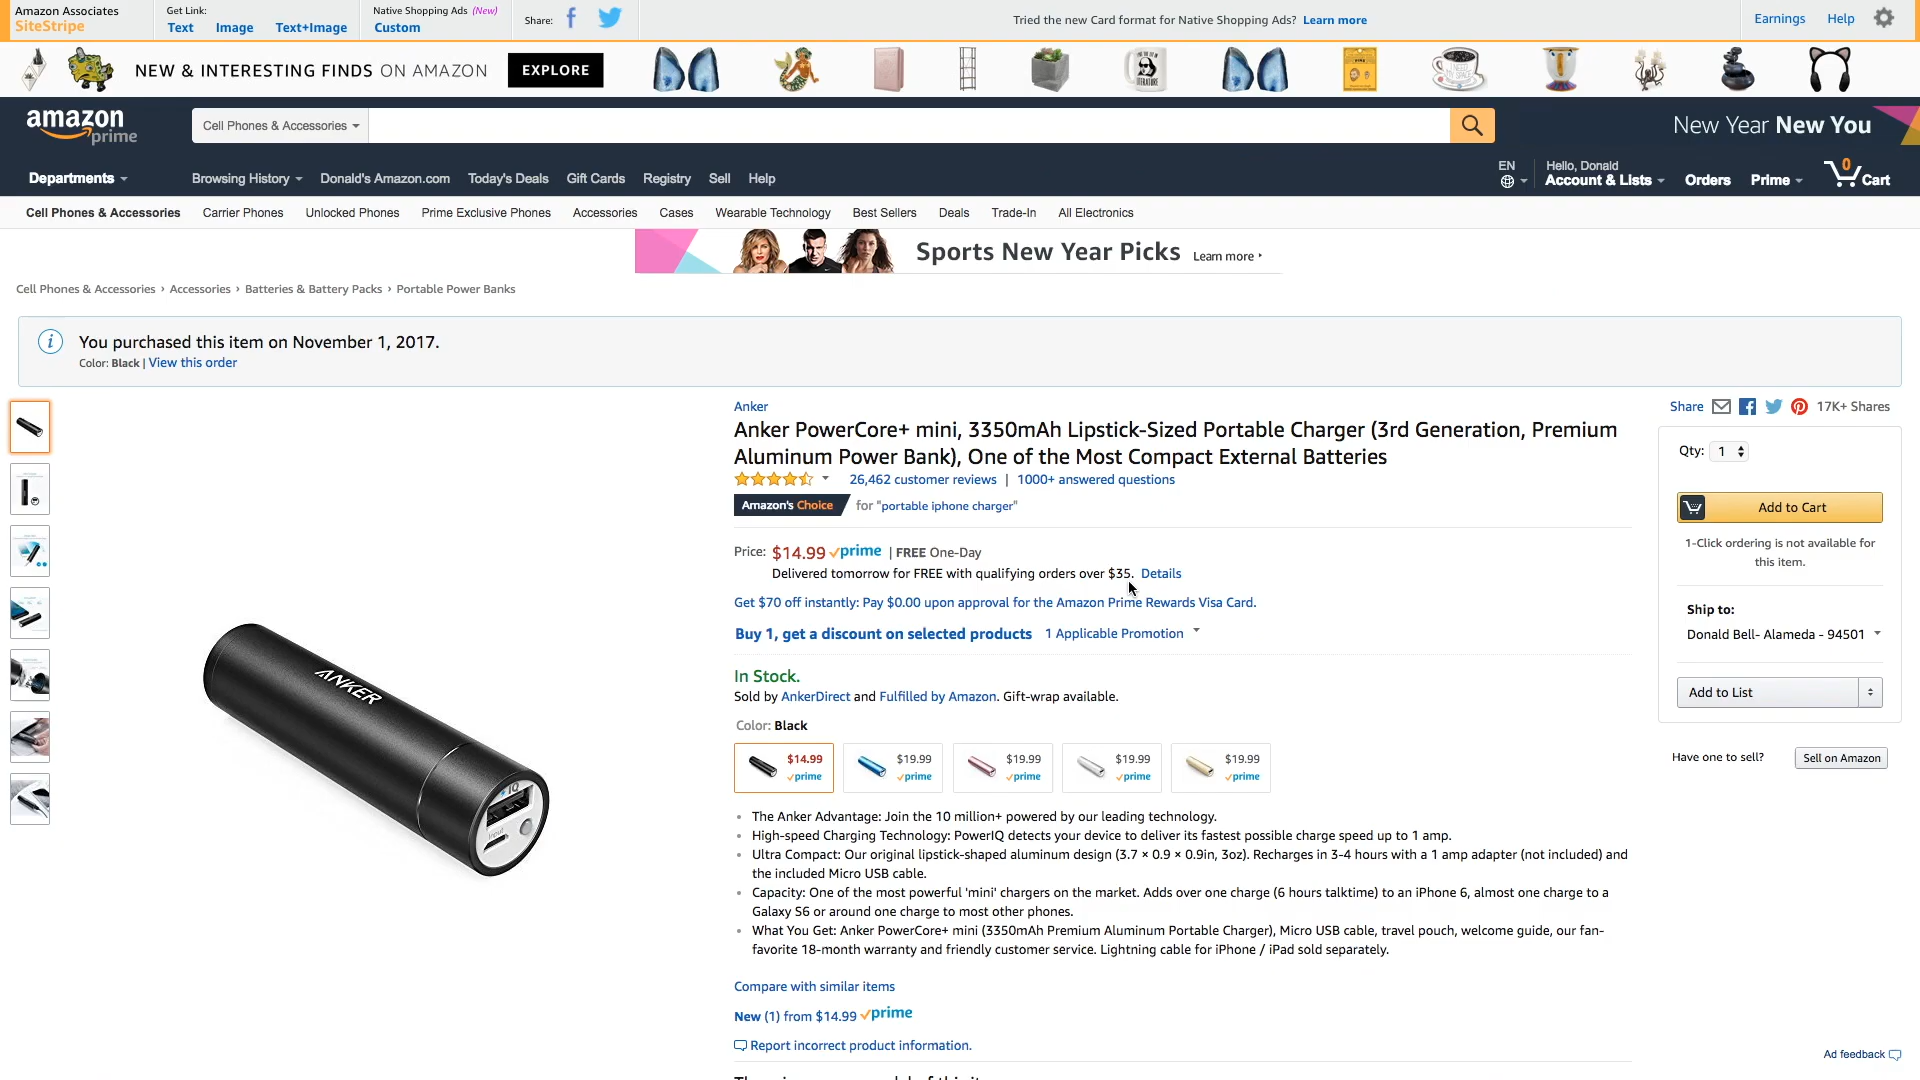 Amazon Associates
SiteStripe
Get Link:
Text Image Text+Image
Native Shopping Ads (New)
Custom
Share:
Tried the new Card format for Native Shopping Ads? Learn more
Earnings Help
NEW & INTERESTING FINDS ON AMAZON EXPLORE
amazon prime
Cell Phones & Accessories
New Year New You
Departments
Browsing History Donald's Amazon.com Today's Deals Gift Cards Registry Sell Help
EN
Hello, Donald
Account & Lists Orders Prime 0 Cart
Cell Phones & Accessories Carrier Phones Unlocked Phones Prime Exclusive Phones Accessories Cases Wearable Technology Best Sellers Deals Trade-In All Electronics
Sports New Year Picks Learn more
Cell Phones & Accessories › Accessories › Batteries & Battery Packs › Portable Power Banks
You purchased this item on November 1, 2017.
Color: Black | View this order
Anker
Anker PowerCore+ mini, 3350mAh Lipstick-Sized Portable Charger (3rd Generation, Premium
Aluminum Power Bank), One of the Most Compact External Batteries
26,462 customer reviews | 1000+ answered questions
Amazon's Choice for "portable iphone charger"
Price: $14.99 prime | FREE One-Day
Delivered tomorrow for FREE with qualifying orders over $35. Details
Get $70 off instantly: Pay $0.00 upon approval for the Amazon Prime Rewards Visa Card.
Buy 1, get a discount on selected products 1 Applicable Promotion
In Stock.
Sold by AnkerDirect and Fulfilled by Amazon. Gift-wrap available.
Color: Black
$14.99 $19.99 $19.99 $19.99 $19.99
prime prime prime prime prime
The Anker Advantage: Join the 10 million+ powered by our leading technology.
High-speed Charging Technology: PowerIQ detects your device to deliver its fastest possible charge speed up to 1 amp.
Ultra Compact: Our original lipstick-shaped aluminum design (3.7 × 0.9 × 0.9in, 3oz). Recharges in 3-4 hours with a 1 amp adapter (not included) and
the included Micro USB cable.
Capacity: One of the most powerful 'mini' chargers on the market. Adds over one charge (6 hours talktime) to an iPhone 6, almost one charge to a
Galaxy S6 or around one charge to most other phones.
What You Get: Anker PowerCore+ mini (3350mAh Premium Aluminum Portable Charger), Micro USB cable, travel pouch, welcome guide, our fan-
favorite 18-month warranty and friendly customer service. Lightning cable for iPhone / iPad sold separately.
Compare with similar items
New (1) from $14.99 prime
Report incorrect product information.
Share 17K+ Shares
Qty: 1
Add to Cart
1-Click ordering is not available for
this item.
Ship to:
Donald Bell- Alameda - 94501
Add to List
Have one to sell? Sell on Amazon
Ad feedback
ANKER
IQ
Input